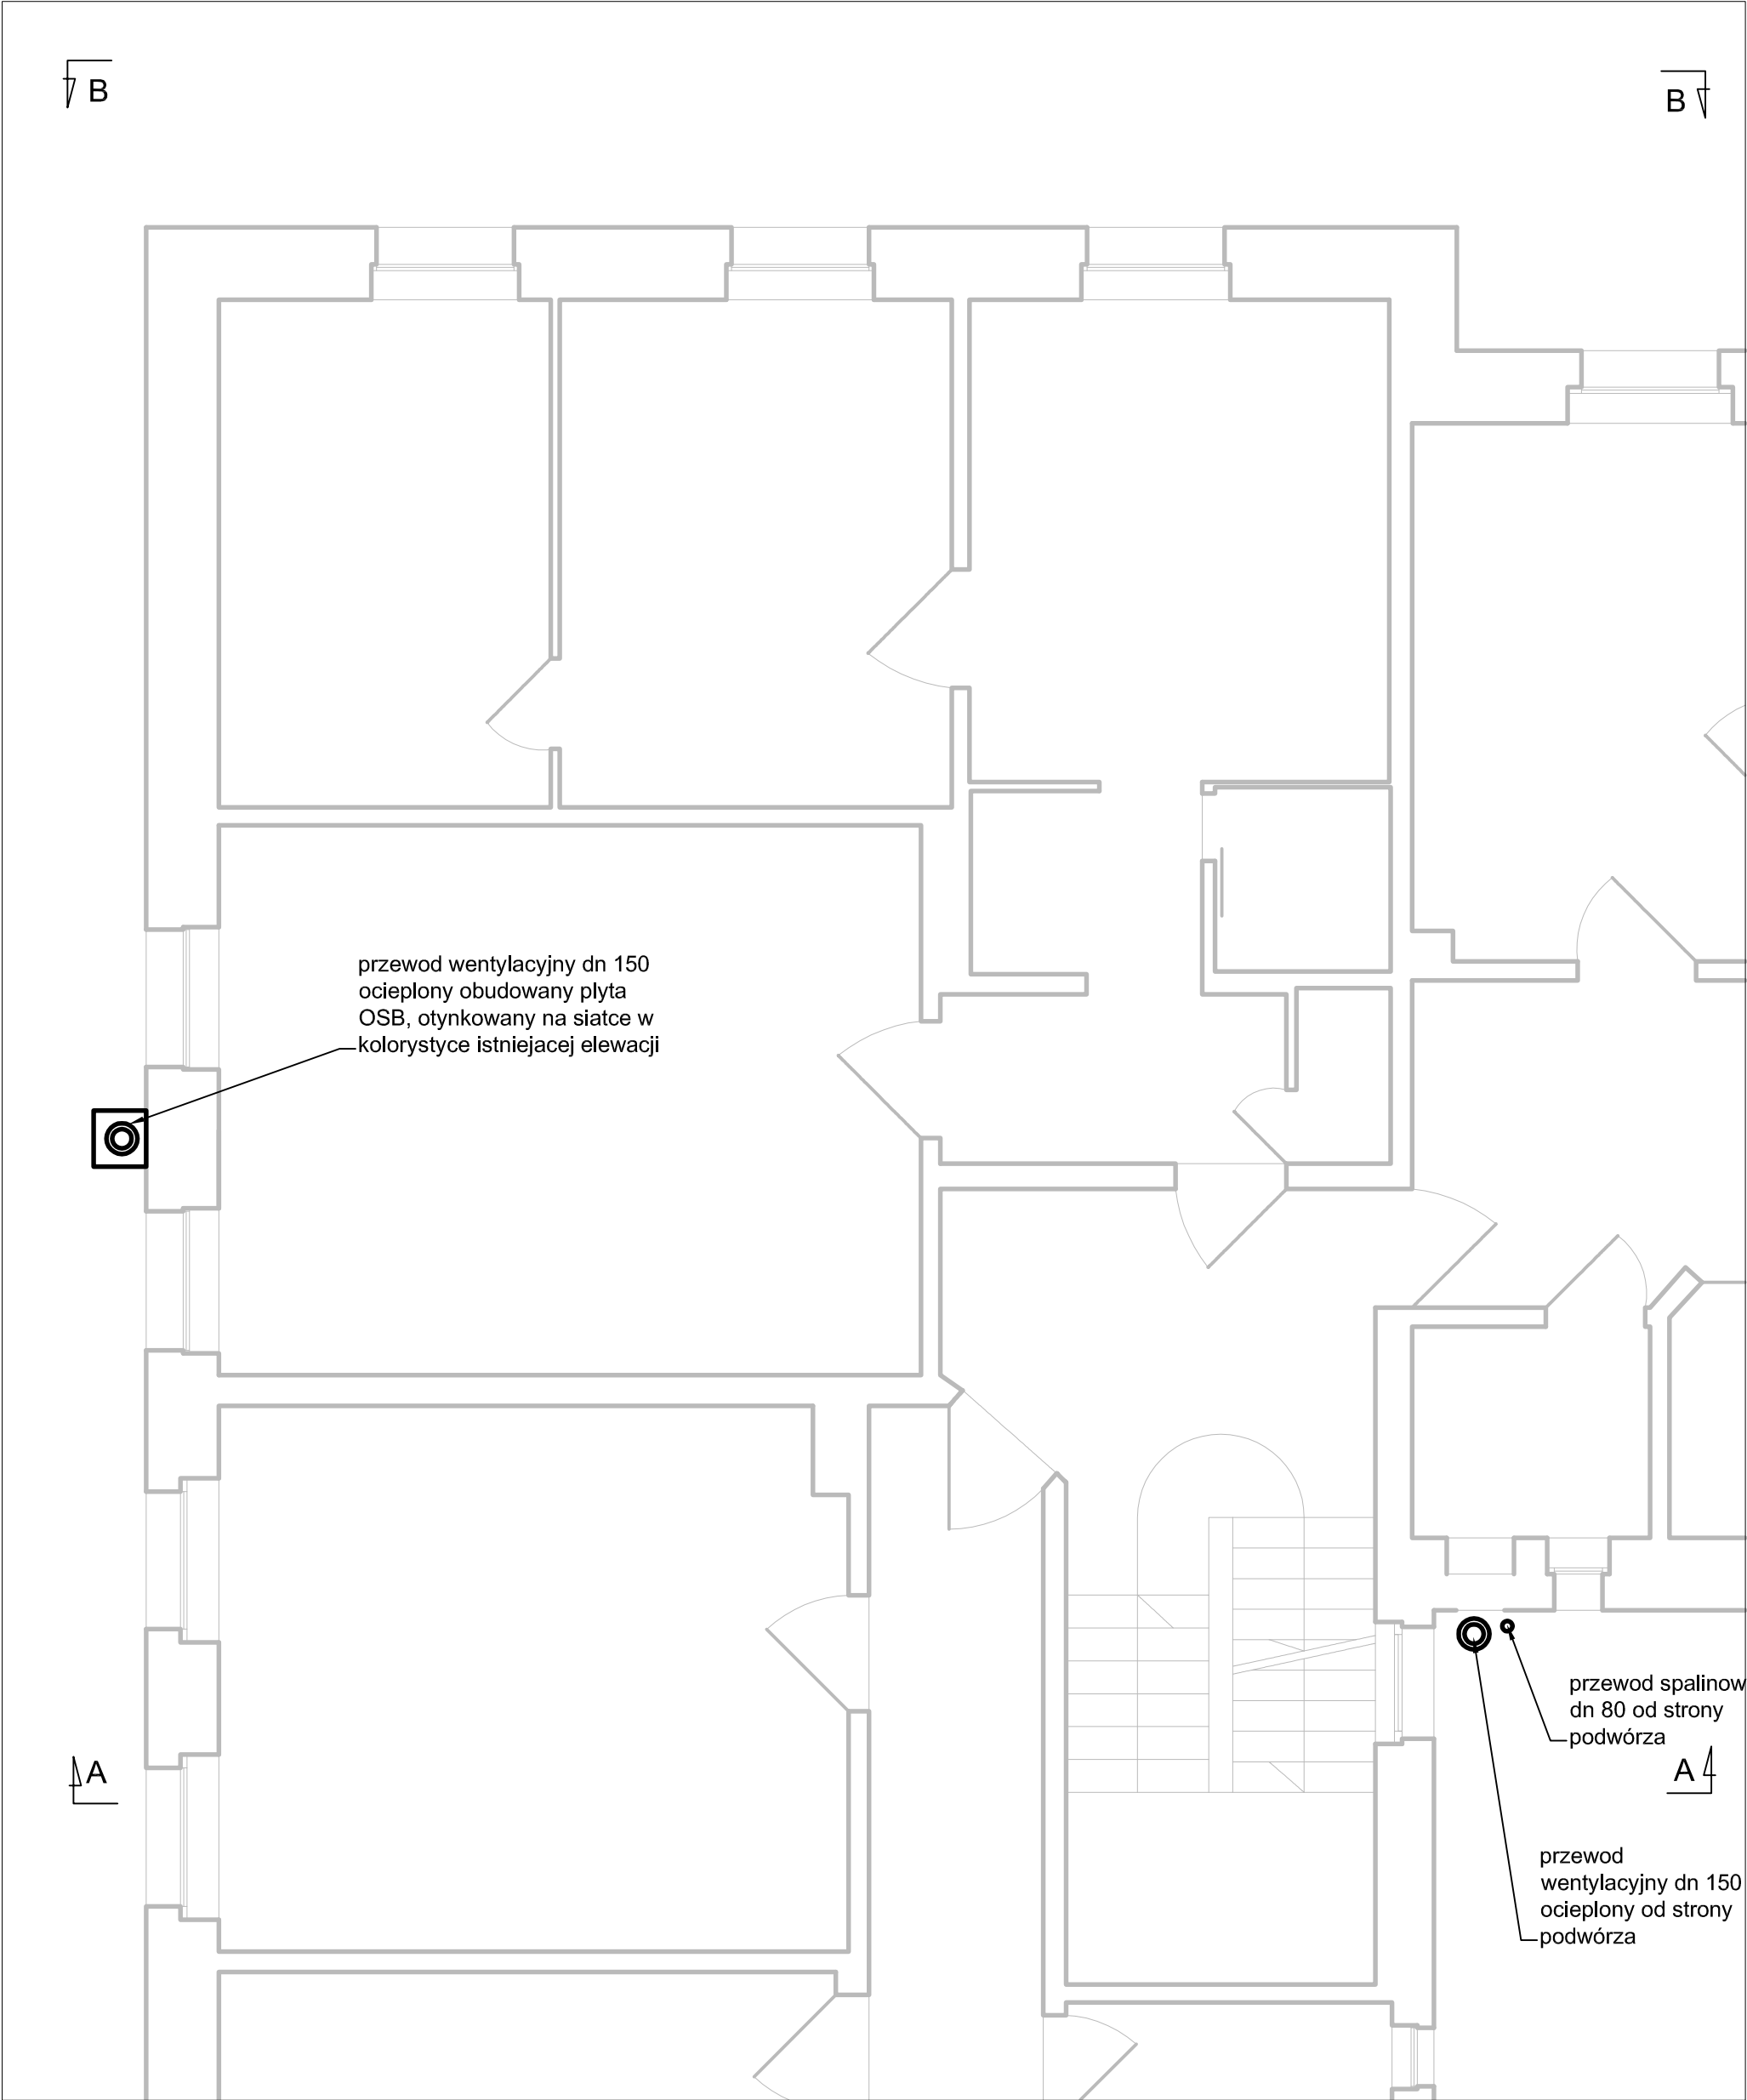 B
B
przewod wentylacyjny dn 150
ocieplony obudowany plyta
OSB, otynkowany na siatce w
kolorystyce istniejacej elewacji
przewod spalinow
dn 80 od strony
podwórza
A
A
przewod
wentylacyjny dn 150
ocieplony od strony
podwórza